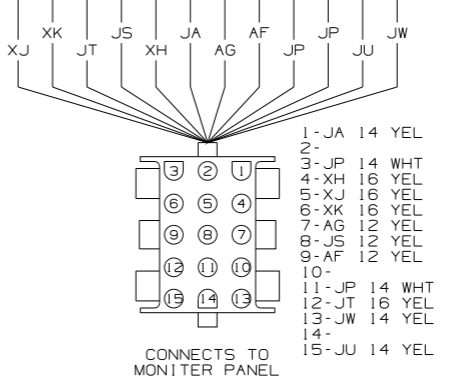 XK JS JA AF JP JW
XJ JT XH AG JP JU
3 2 1
6 5 4
9 8 7
12 11 10
15 14 13
1-JA 14 YEL
2-
3-JP 14 WHT
4-XH 16 YEL
5-XJ 16 YEL
6-XK 16 YEL
7-AG 12 YEL
8-JS 12 YEL
9-AF 12 YEL
10-
11-JP 14 WHT
12-JT 16 YEL
13-JW 14 YEL
14-
15-JU 14 YEL
CONNECTS TO
MONITER PANEL